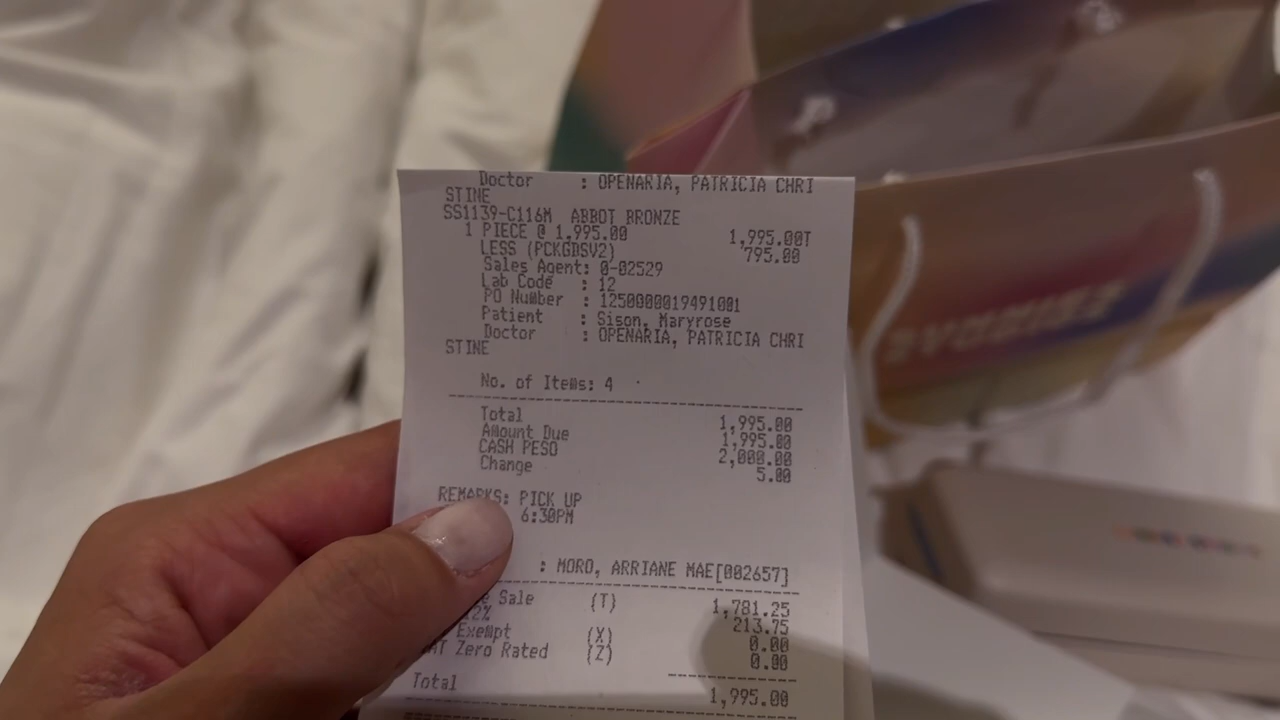 Doctor : OPENARIA, PATRICIA CHRI
STINE
SS1139-C116M ABBOT BRONZE
1 PIECE @ 1,995.00 1,995.00T
LESS (PCKGDSV2) 795.00
Sales Agent: 0-02529
Lab Code : 12
PO Number : 1250000019491001
Patient : Sison, Maryrose
Doctor : OPENARIA, PATRICIA CHRI
STINE
No. of Items: 4
Total 1,995.00
Amount Due 1,995.00
CASH PESO 2,000.00
Change 5.00
REMARKS: PICK UP
6:30PM
: MORO, ARRIANE MAE[002657]
Sale (T) 1,781.25
2% 213.75
Exempt (X) 0.00
Zero Rated (Z) 0.00
Total 1,995.00